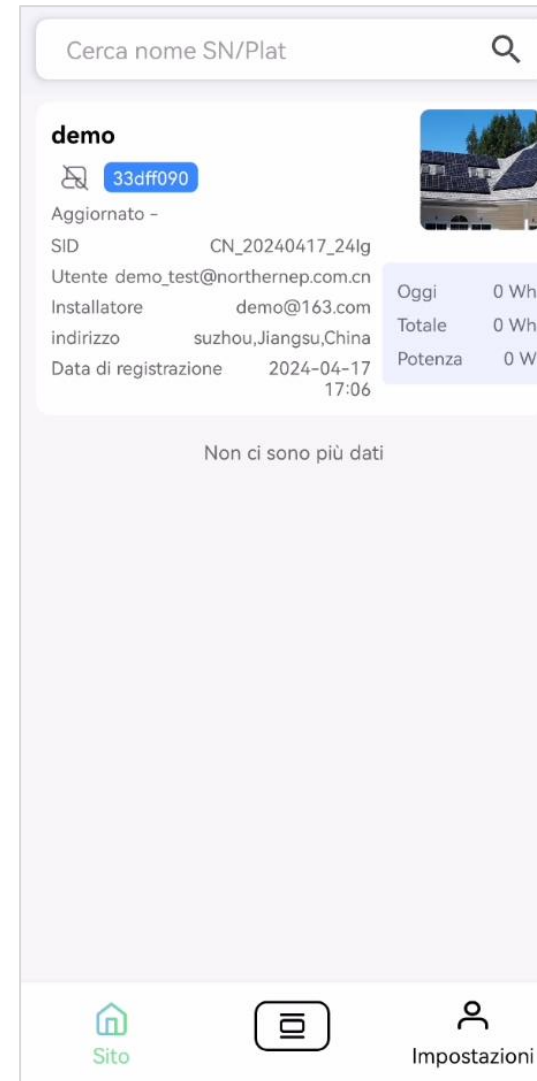 Cerca nome SN/Plat
demo
33dff090
Aggiornato -
SID CN_20240417_24lg
Utente demo_test@northernep.com.cn
Installatore demo@163.com
indirizzo suzhou,Jiangsu,China
Data di registrazione 2024-04-17
17:06
Oggi 0 Wh
Totale 0 Wh
Potenza 0 W
Non ci sono più dati
Sito
Impostazioni